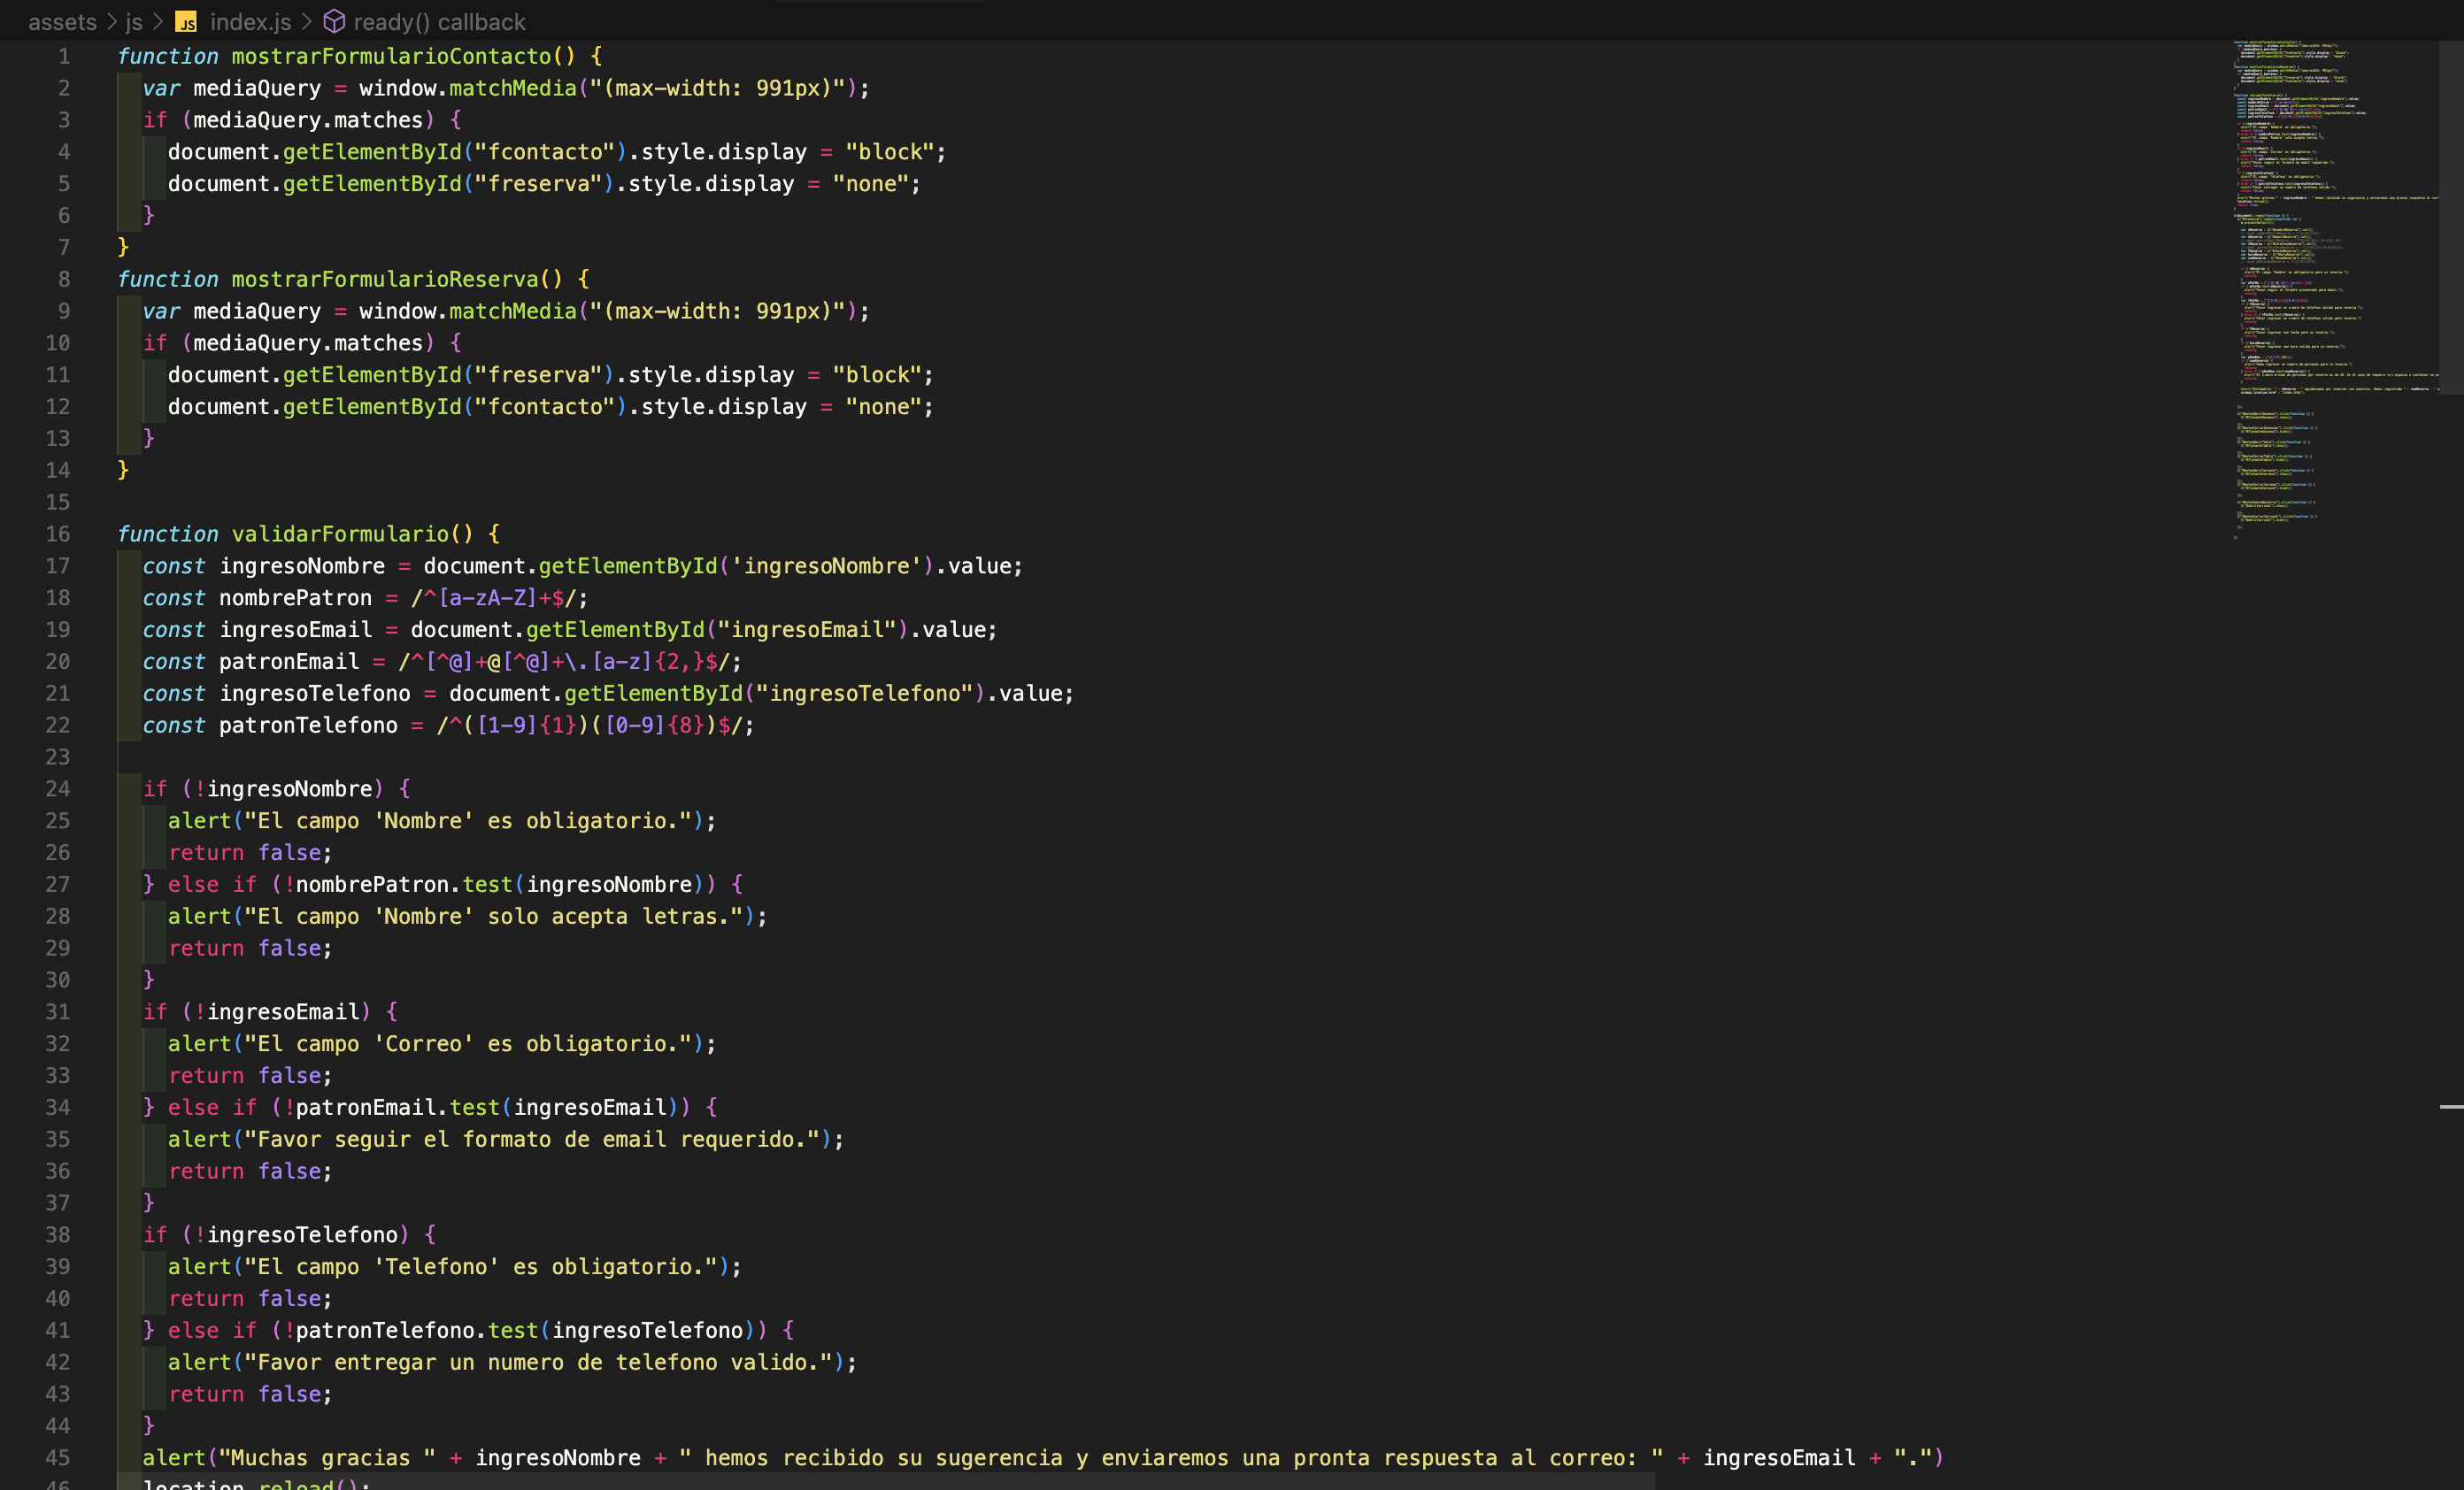 assets > js > JS index.js > ready() callback
1 function mostrarFormularioContacto() {
2 var mediaQuery = window.matchMedia("(max-width: 991px)");
3 if (mediaQuery.matches) {
4 document.getElementById("fcontacto").style.display = "block";
5 document.getElementById("freserva").style.display = "none";
6 }
7 }
8 function mostrarFormularioReserva() {
9 var mediaQuery = window.matchMedia("(max-width: 991px)");
10 if (mediaQuery.matches) {
11 document.getElementById("freserva").style.display = "block";
12 document.getElementById("fcontacto").style.display = "none";
13 }
14 }
15
16 function validarFormulario() {
17 const ingresoNombre = document.getElementById('ingresoNombre').value;
18 const nombrePatron = /^[a-zA-Z]+$/;
19 const ingresoEmail = document.getElementById("ingresoEmail").value;
20 const patronEmail = /^[^@]+@[^@]+\.[a-z]{2,}$/;
21 const ingresoTelefono = document.getElementById("ingresoTelefono").value;
22 const patronTelefono = /^([1-9]{1})([0-9]{8})$/;
23
24 if (!ingresoNombre) {
25 alert("El campo 'Nombre' es obligatorio.");
26 return false;
27 } else if (!nombrePatron.test(ingresoNombre)) {
28 alert("El campo 'Nombre' solo acepta letras.");
29 return false;
30 }
31 if (!ingresoEmail) {
32 alert("El campo 'Correo' es obligatorio.");
33 return false;
34 } else if (!patronEmail.test(ingresoEmail)) {
35 alert("Favor seguir el formato de email requerido.");
36 return false;
37 }
38 if (!ingresoTelefono) {
39 alert("El campo 'Telefono' es obligatorio.");
40 return false;
41 } else if (!patronTelefono.test(ingresoTelefono)) {
42 alert("Favor entregar un numero de telefono valido.");
43 return false;
44 }
45 alert("Muchas gracias " + ingresoNombre + " hemos recibido su sugerencia y enviaremos una pronta respuesta al correo: " + ingresoEmail + ".")
46 location.reload();